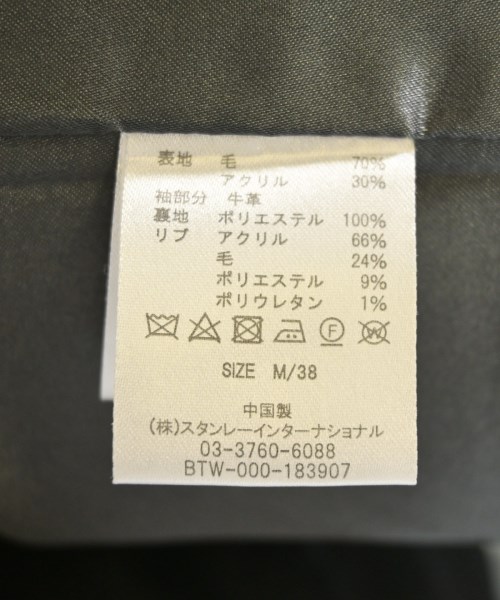 表地 毛 70%
アクリル 30%
袖部分 牛革
裏地 ポリエステル 100%
リブ アクリル 66%
毛 24%
ポリエステル 9%
ポリウレタン 1%
F W
SIZE M/38
中国製
(株)スタンレーインターナショナル
03-3760-6088
BTW-000-183907